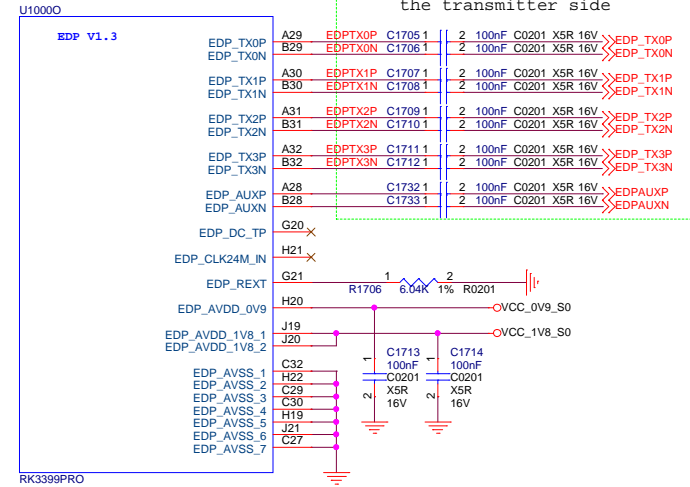 the transmitter side
U1000O
EDP V1.3
EDP_TX0P A29 EDPTX0P C1705 1 2 100nF C0201 X5R 16V EDP_TX0P
EDP_TX0N B29 EDPTX0N C1706 1 2 100nF C0201 X5R 16V EDP_TX0N
EDP_TX1P A30 EDPTX1P C1707 1 2 100nF C0201 X5R 16V EDP_TX1P
EDP_TX1N B30 EDPTX1N C1708 1 2 100nF C0201 X5R 16V EDP_TX1N
EDP_TX2P A31 EDPTX2P C1709 1 2 100nF C0201 X5R 16V EDP_TX2P
EDP_TX2N B31 EDPTX2N C1710 1 2 100nF C0201 X5R 16V EDP_TX2N
EDP_TX3P A32 EDPTX3P C1711 1 2 100nF C0201 X5R 16V EDP_TX3P
EDP_TX3N B32 EDPTX3N C1712 1 2 100nF C0201 X5R 16V EDP_TX3N
EDP_AUXP A28 C1732 1 2 100nF C0201 X5R 16V EDPAUXP
EDP_AUXN B28 C1733 1 2 100nF C0201 X5R 16V EDPAUXN
EDP_DC_TP G20
EDP_CLK24M_IN H21
EDP_REXT G21 1 2
R1706 6.04K 1% R0201
EDP_AVDD_0V9 H20 VCC_0V9_S0
EDP_AVDD_1V8_1 J19 VCC_1V8_S0
EDP_AVDD_1V8_2 J20
1 C1713 1 C1714
100nF 100nF
C0201 C0201
2 X5R 2 X5R
16V 16V
EDP_AVSS_1 C32
EDP_AVSS_2 H22
EDP_AVSS_3 C29
EDP_AVSS_4 C30
EDP_AVSS_5 H19
EDP_AVSS_6 J21
EDP_AVSS_7 C27
RK3399PRO